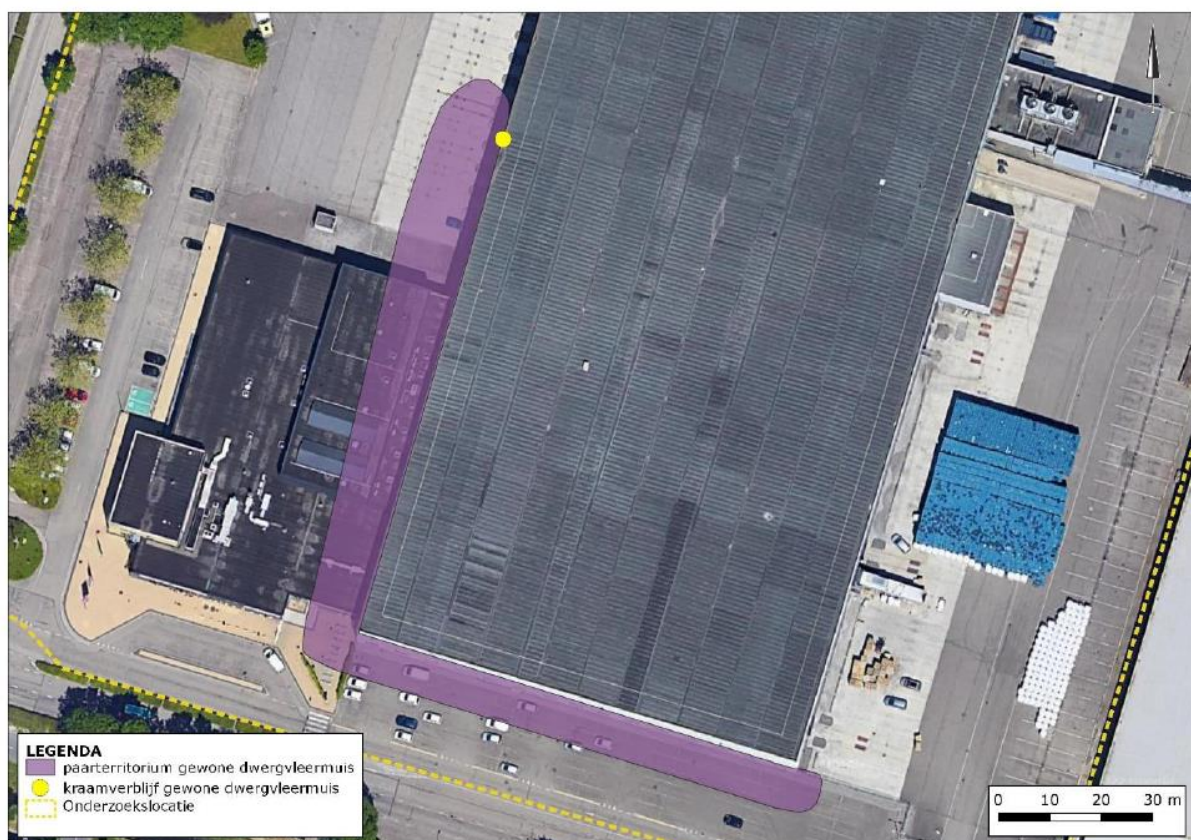 LEGENDA
paarterritorium gewone dwergvleermuis
kraamverblijf gewone dwergvleermuis
Onderzoekslocatie
0 10 20 30 m